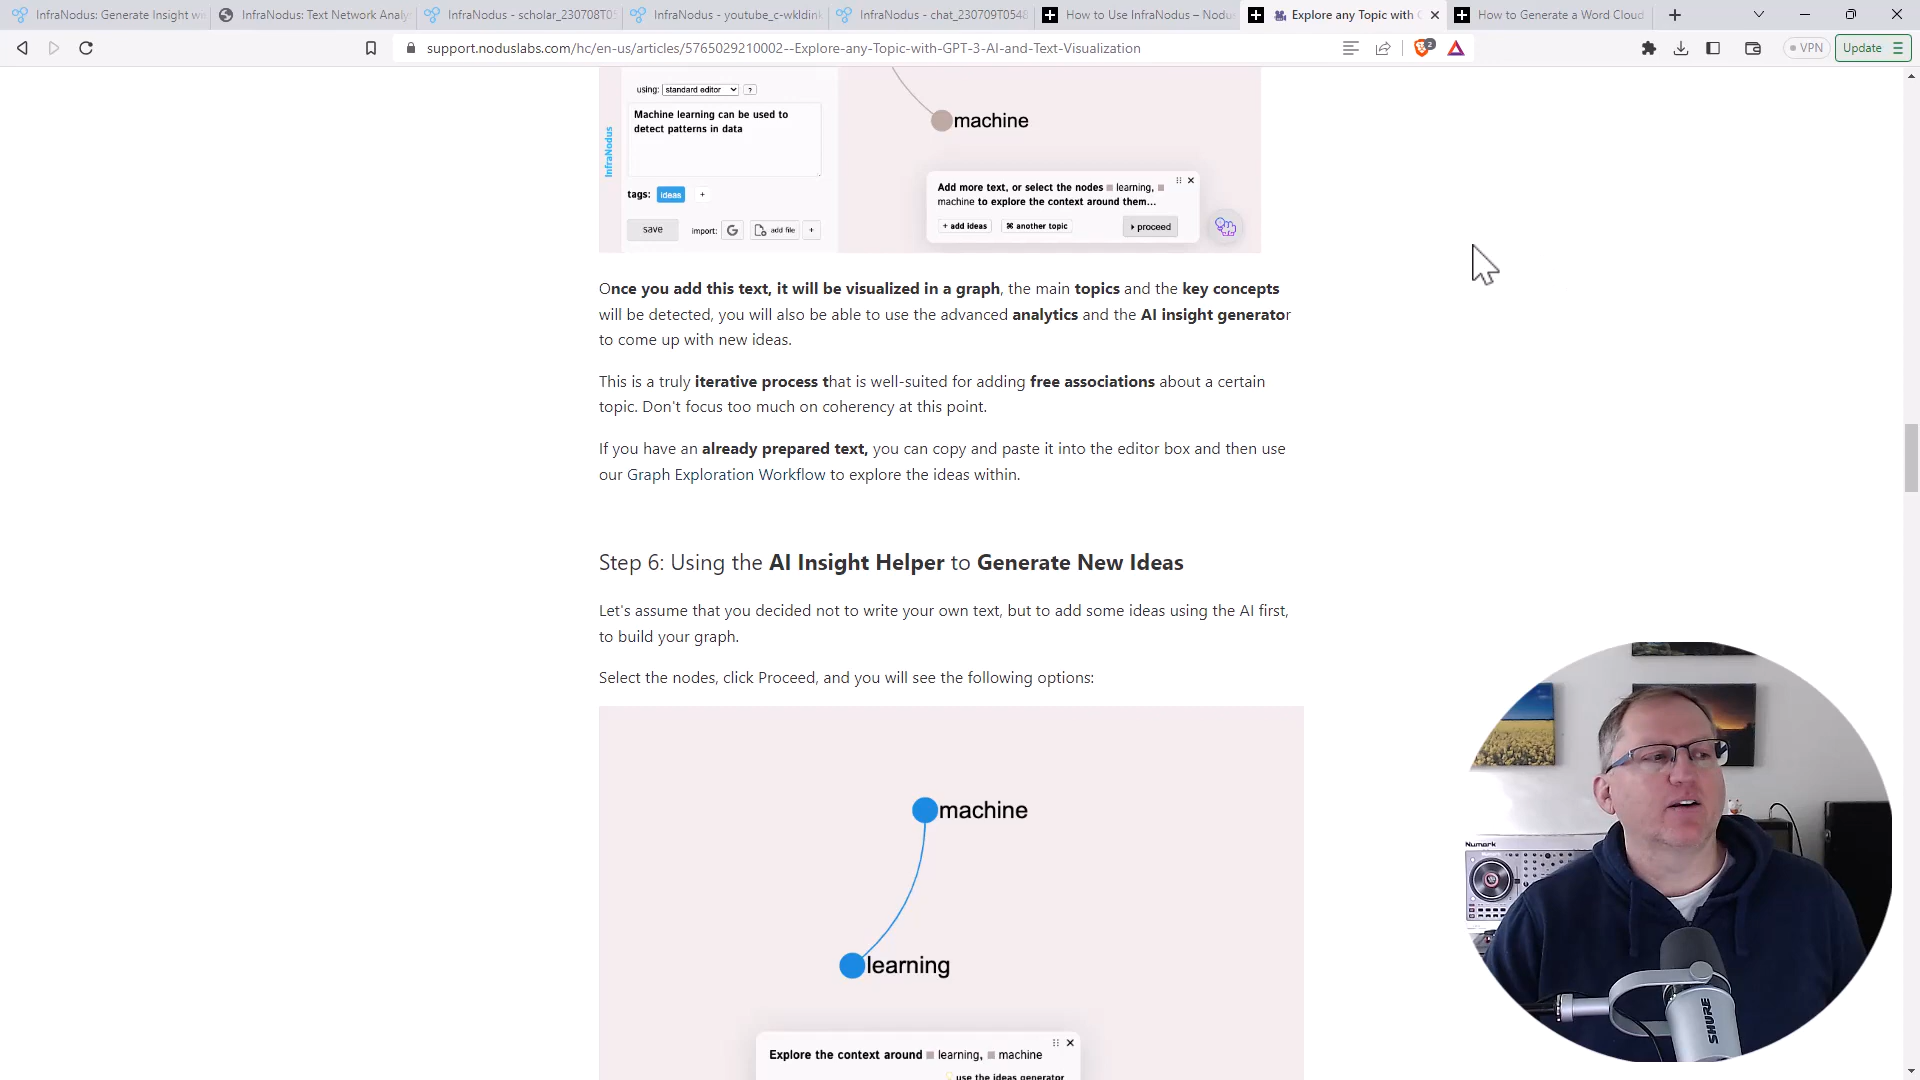 InfraNodus: Generate Insight wi
InfraNodus: Text Network Analy
InfraNodus - scholar_230708T05
InfraNodus - youtube_c-wkldink
InfraNodus - chat_230709T0548
How to Use InfraNodus – Nodu
Explore any Topic with G
How to Generate a Word Cloud
support.noduslabs.com/hc/en-us/articles/5765029210002--Explore-any-Topic-with-GPT-3-AI-and-Text-Visualization
2
VPN
Update
using: standard editor ?
Machine learning can be used to
detect patterns in data
InfraNodus
tags: ideas +
save import: add file +
machine
Add more text, or select the nodes learning,
machine to explore the context around them...
+ add ideas ⌘ another topic proceed
Once you add this text, it will be visualized in a graph, the main topics and the key concepts
will be detected, you will also be able to use the advanced analytics and the AI insight generator
to come up with new ideas.
This is a truly iterative process that is well-suited for adding free associations about a certain
topic. Don't focus too much on coherency at this point.
If you have an already prepared text, you can copy and paste it into the editor box and then use
our Graph Exploration Workflow to explore the ideas within.
Step 6: Using the AI Insight Helper to Generate New Ideas
Let's assume that you decided not to write your own text, but to add some ideas using the AI first,
to build your graph.
Select the nodes, click Proceed, and you will see the following options:
machine
learning
Explore the context around learning, machine
use the ideas generator
Numark
SHURE